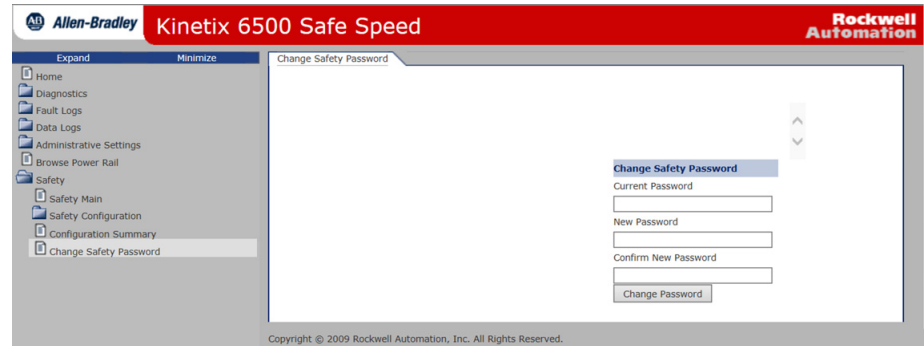 AB Allen-Bradley Kinetix 6500 Safe Speed Rockwell
Automation
Expand Minimize
Change Safety Password
Home
Diagnostics
Fault Logs
Data Logs
Administrative Settings
Browse Power Rail
Safety
Safety Main
Safety Configuration
Configuration Summary
Change Safety Password
Change Safety Password
Current Password
New Password
Confirm New Password
Change Password
Copyright © 2009 Rockwell Automation, Inc. All Rights Reserved.